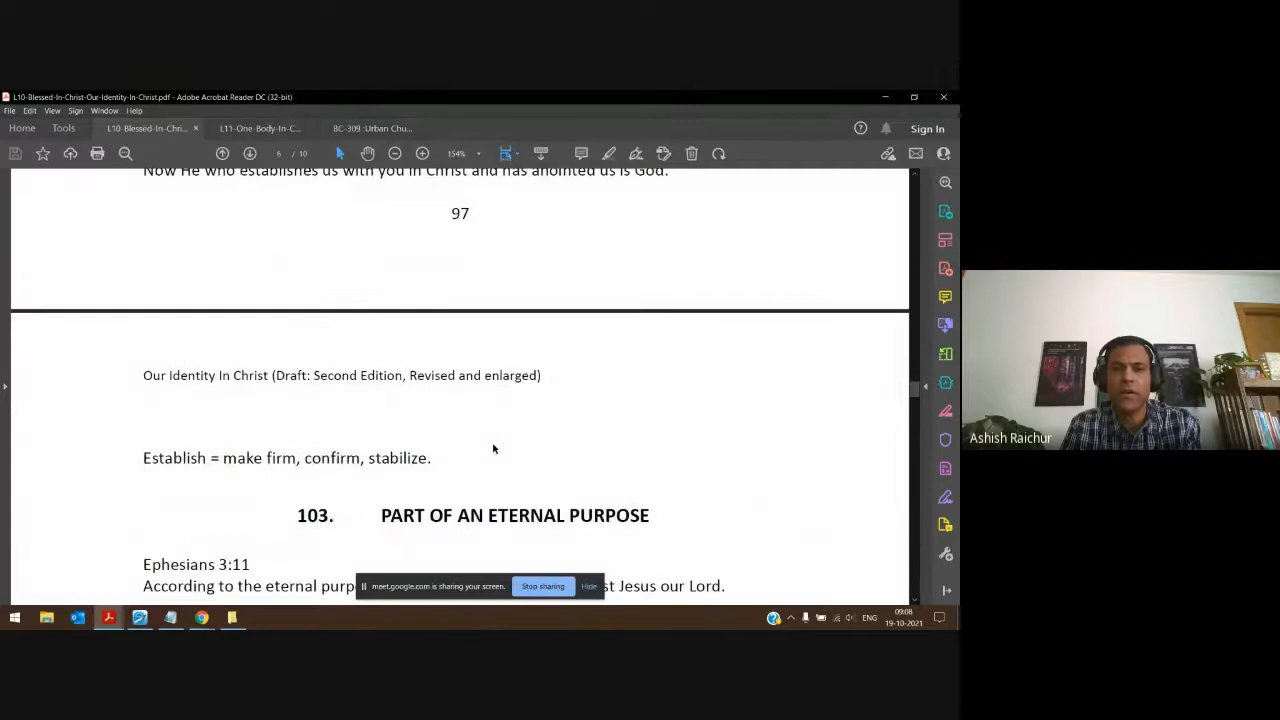 L10-Blessed-In-Christ-Our-Identity-In-Christ.pdf - Adobe Acrobat Reader DC (32-bit)
File Edit View Sign Window Help
Home Tools L10-Blessed-In-Chri... × L11-One-Body-In-C... BC-309 :Urban Chu... Sign In
6 / 10 154%
Now He who establishes us with you in Christ and has anointed us is God.
97
Our Identity In Christ (Draft: Second Edition, Revised and enlarged)
Establish = make firm, confirm, stabilize.
103. PART OF AN ETERNAL PURPOSE
Ephesians 3:11
According to the eternal purp st Jesus our Lord.
meet.google.com is sharing your screen. Stop sharing Hide
ENG
09:08
19-10-2021
Ashish Raichur